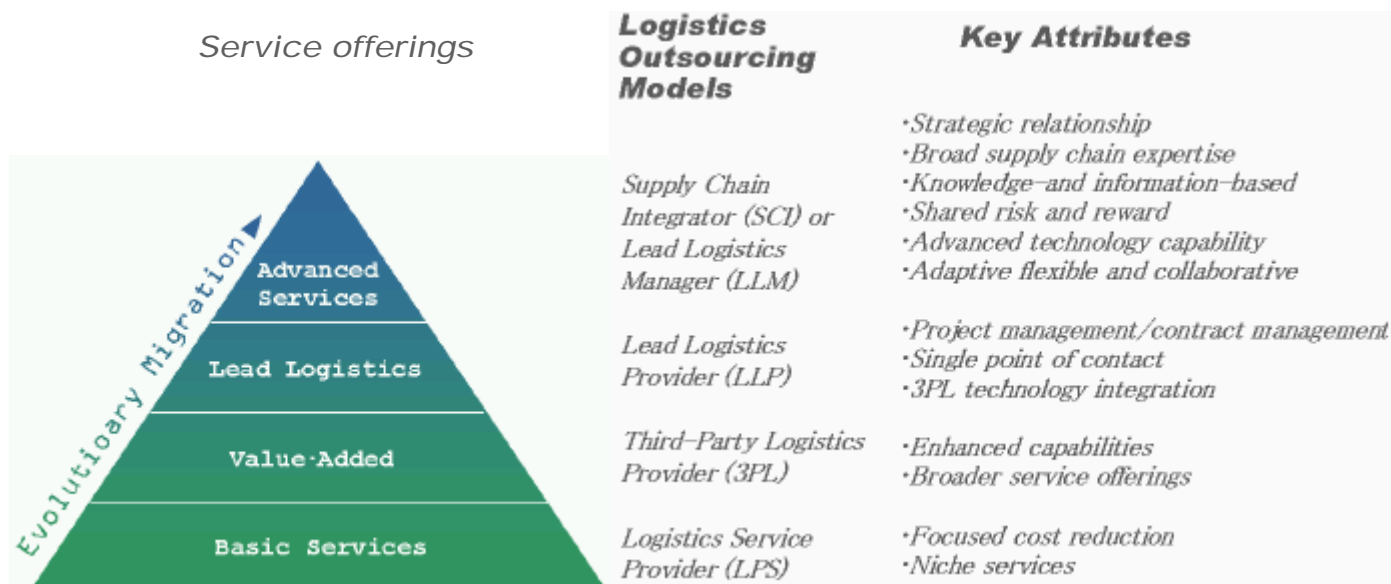 Service offerings
Logistics
Outsourcing
Models
Key Attributes
Evolutioary Migration
Advanced
Services
Supply Chain
Integrator (SCI) or
Lead Logistics
Manager (LLM)
·Strategic relationship
·Broad supply chain expertise
·Knowledge-and information-based
·Shared risk and reward
·Advanced technology capability
·Adaptive flexible and collaborative
Lead Logistics
Lead Logistics
Provider (LLP)
·Project management/contract management
·Single point of contact
·3PL technology integration
Value·Added
Third-Party Logistics
Provider (3PL)
·Enhanced capabilities
·Broader service offerings
Basic Services
Logistics Service
Provider (LPS)
·Focused cost reduction
·Niche services